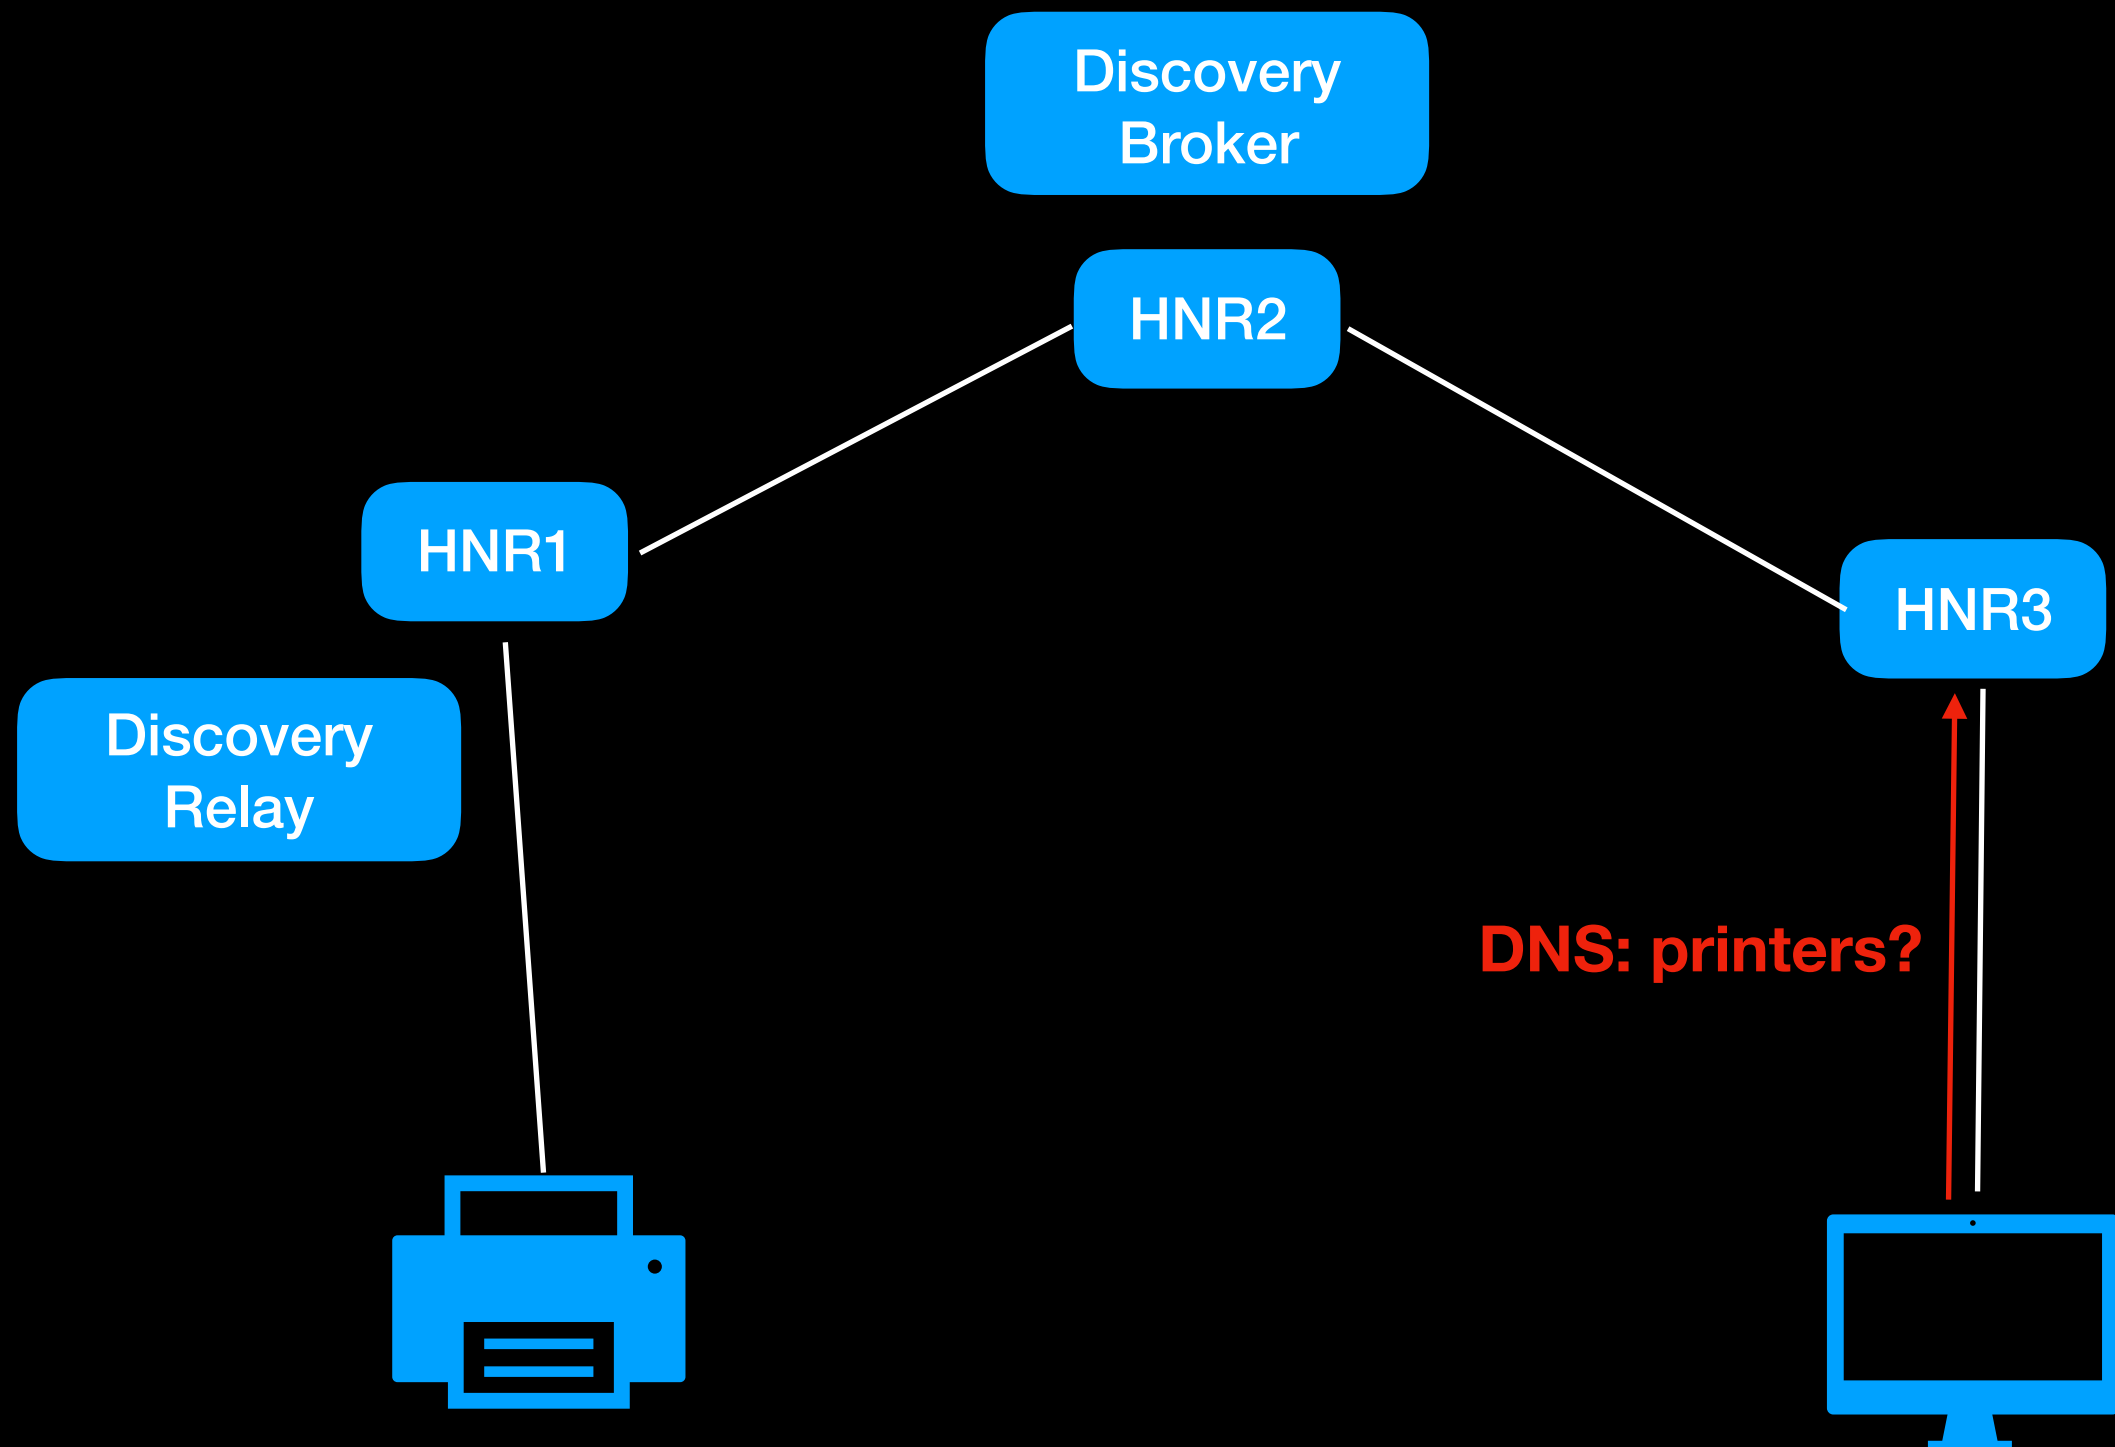 Discovery
Broker
HNR2
HNR1
HNR3
Discovery
Relay
DNS: printers?